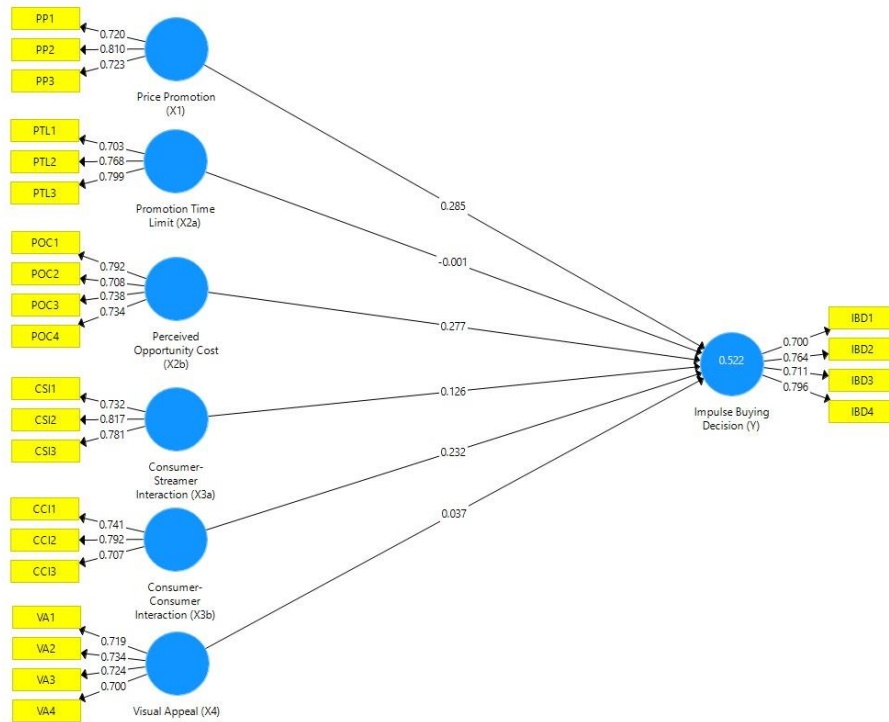 PP1
0.720
PP2
0.810
PP3
0.723
Price Promotion
(X1)
PTL1
0.703
PTL2
0.768
PTL3
0.799
Promotion Time
Limit (X2a)
POC1
0.792
POC2
0.708
POC3
0.738
POC4
0.734
Perceived
Opportunity Cost
(X2b)
CSI1
0.732
CSI2
0.817
CSI3
0.781
Consumer-
Streamer
Interaction (X3a)
CCI1
0.741
CCI2
0.792
CCI3
0.707
Consumer-
Consumer
Interaction (X3b)
VA1
0.719
VA2
0.734
VA3
0.724
VA4
0.700
Visual Appeal (X4)
0.285
-0.001
0.277
0.126
0.232
0.037
0.522
Impulse Buying
Decision (Y)
0.700
IBD1
0.764
IBD2
0.711
IBD3
0.796
IBD4